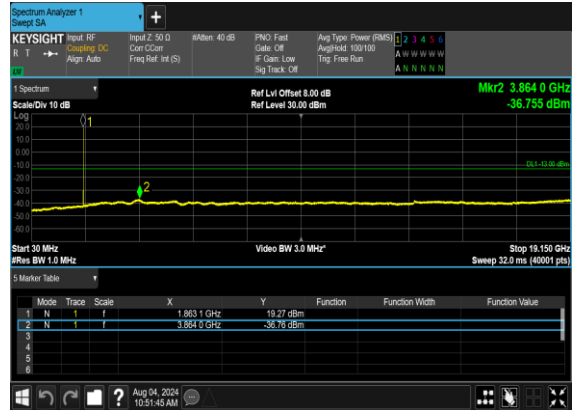 Spectrum Analyzer 1
Swept SA
+
KEYSIGHT Input: RF Input Z: 50 Ω #Atten: 40 dB PNO: Fast Avg Type: Power (RMS) 1 2 3 4 5 6
R T Coupling: DC Corr CCorr Gate: Off Avg|Hold: 100/100 A W W W W W
Align: Auto Freq Ref: Int (S) IF Gain: Low Trig: Free Run
Sig Track: Off A N N N N N
1 Spectrum Ref Lvl Offset 8.00 dB Mkr2 3.864 0 GHz
Scale/Div 10 dB Ref Level 30.00 dBm -36.755 dBm
Log
20.0
10.0
0.00
-10.0
-20.0
-30.0
-40.0
-50.0
-60.0
1
2
DL1 -13.00 dBm
Start 30 MHz Video BW 3.0 MHz* Stop 19.150 GHz
#Res BW 1.0 MHz Sweep 32.0 ms (40001 pts)
5 Marker Table
Mode Trace Scale X Y Function Function Width Function Value
1 N 1 f 1.863 1 GHz 19.27 dBm
2 N 1 f 3.864 0 GHz -36.76 dBm
3
4
5
6
? Aug 04, 2024
10:51:45 AM